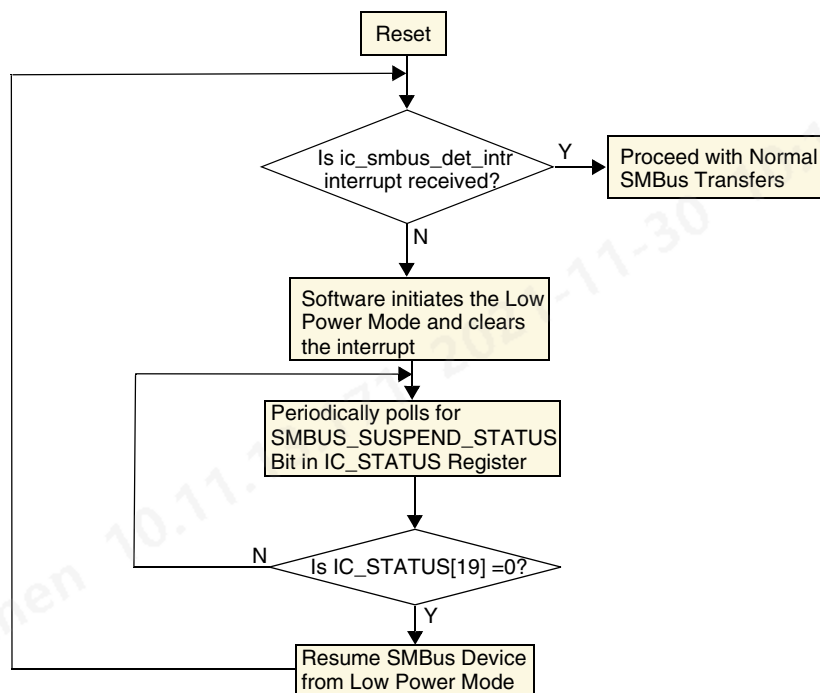 Reset
Is ic_smbus_det_intr
interrupt received?
Y
Proceed with Normal
SMBus Transfers
N
Software initiates the Low
Power Mode and clears
the interrupt
Periodically polls for
SMBUS_SUSPEND_STATUS
Bit in IC_STATUS Register
N
Is IC_STATUS[19] =0?
Y
Resume SMBus Device
from Low Power Mode